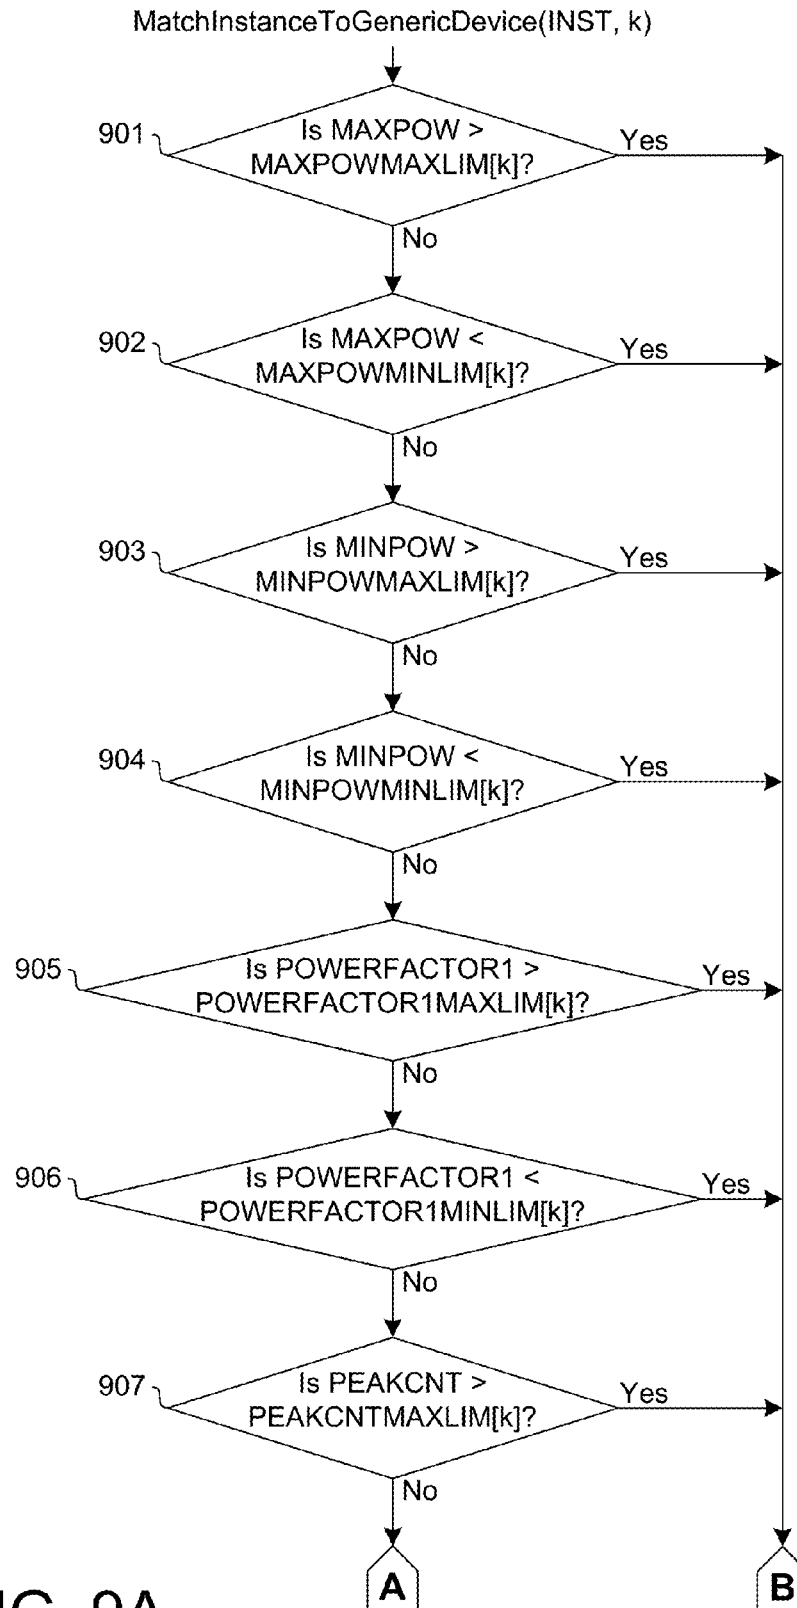 MatchInstanceToGenericDevice(INST, k)
901
Is MAXPOW >
MAXPOWMAXLIM[k]?
Yes
No
902
Is MAXPOW <
MAXPOWMINLIM[k]?
Yes
No
903
Is MINPOW >
MINPOWMAXLIM[k]?
Yes
No
904
Is MINPOW <
MINPOWMINLIM[k]?
Yes
No
905
Is POWERFACTOR1 >
POWERFACTOR1MAXLIM[k]?
Yes
No
906
Is POWERFACTOR1 <
POWERFACTOR1MINLIM[k]?
Yes
No
907
Is PEAKCNT >
PEAKCNTMAXLIM[k]?
Yes
No
A
B